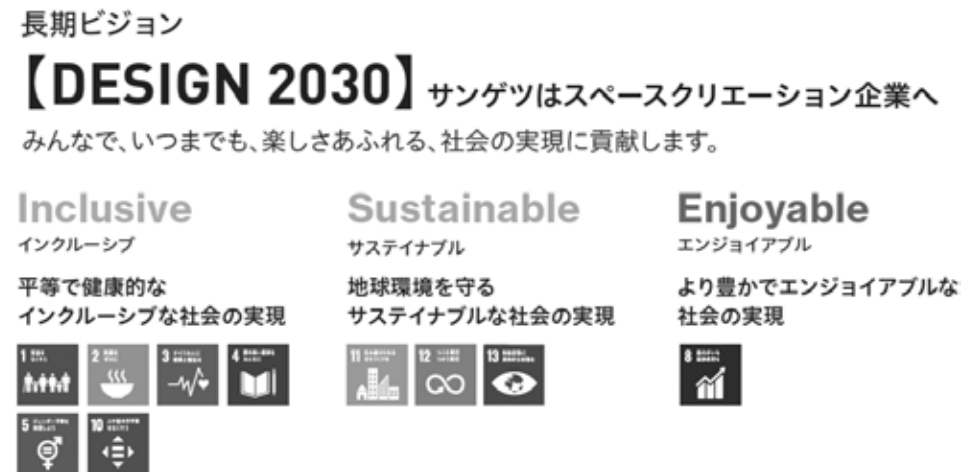 長期ビジョン
【DESIGN 2030】サンゲツはスペースクリエーション企業へ
みんなで、いつまでも、楽しさあふれる、社会の実現に貢献します。
Inclusive
インクルーシブ
平等で健康的な
インクルーシブな社会の実現
1
2
3
4
5
10
Sustainable
サステイナブル
地球環境を守る
サステイナブルな社会の実現
11
12
13
Enjoyable
エンジョイアブル
より豊かでエンジョイアブルな
社会の実現
8